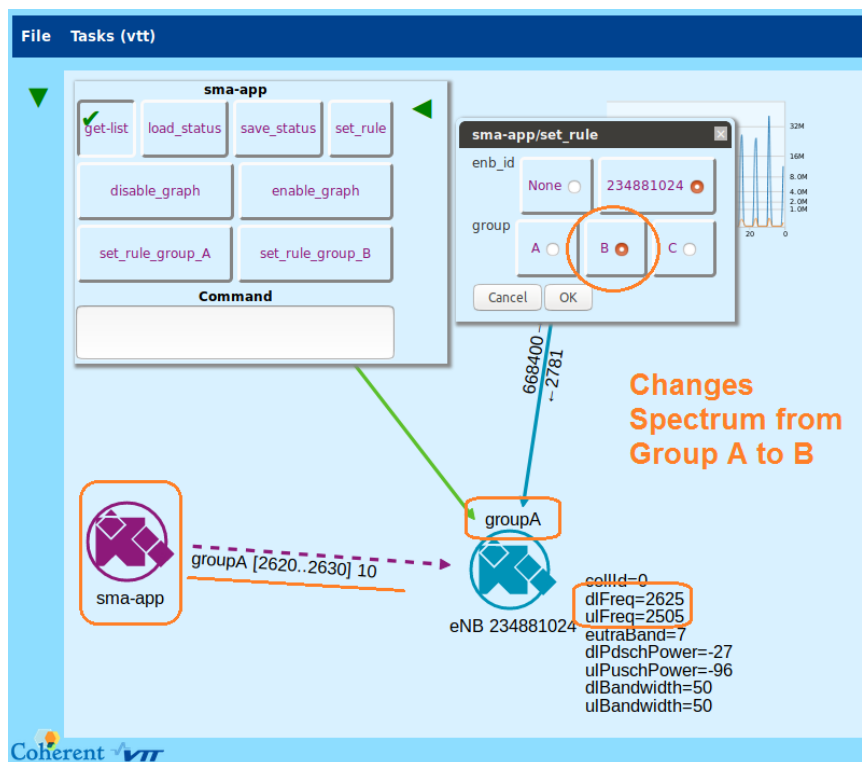 File Tasks (vtt)
sma-app
get-list load_status save_status set_rule
disable_graph enable_graph
set_rule_group_A set_rule_group_B
Command
sma-app/set_rule
enb_id
None 234881024
group
A B C
Cancel OK
32M
16M
8.0M
4.0M
2.0M
1.0M
20 0
668400
←2781
Changes
Spectrum from
Group A to B
groupA
groupA [2620..2630] 10
sma-app
eNB 234881024
cellId=0
dlFreq=2625
ulFreq=2505
eutraBand=7
dlPdschPower=-27
ulPuschPower=-96
dlBandwidth=50
ulBandwidth=50
Coherent VTT